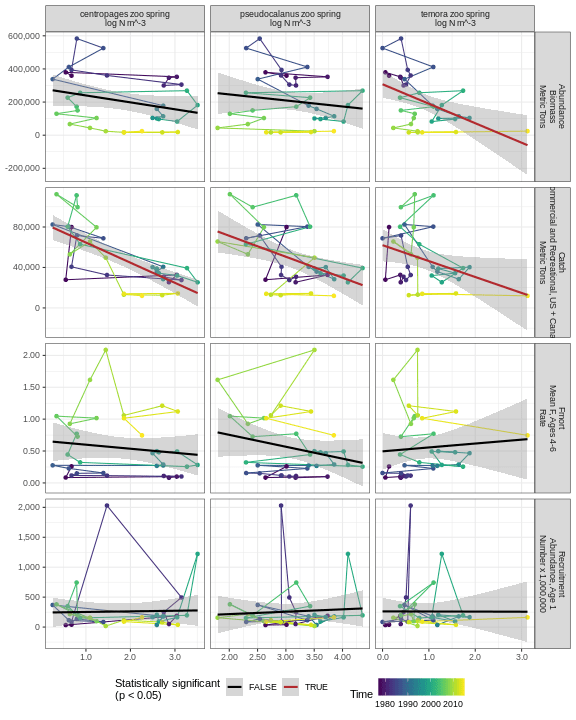 centropages zoo spring
log N m^-3
pseudocalanus zoo spring
log N m^-3
temora zoo spring
log N m^-3
600,000
400,000
200,000
0
-200,000
Abundance
Biomass
Metric Tons
80,000
40,000
0
Catch
mmercial and Recreational, US + Cana
Metric Tons
2.00
1.50
1.00
0.50
0.00
Fmort
Mean F, Ages 4-6
Rate
2,000
1,500
1,000
500
0
Recruitment
Abundance, Age 1
Number x 1,000,000
1.0 2.0 3.0
2.00 2.50 3.00 3.50 4.00
0.0 1.0 2.0 3.0
Statistically significant
(p < 0.05)
FALSE
TRUE
Time
1980 1990 2000 2010